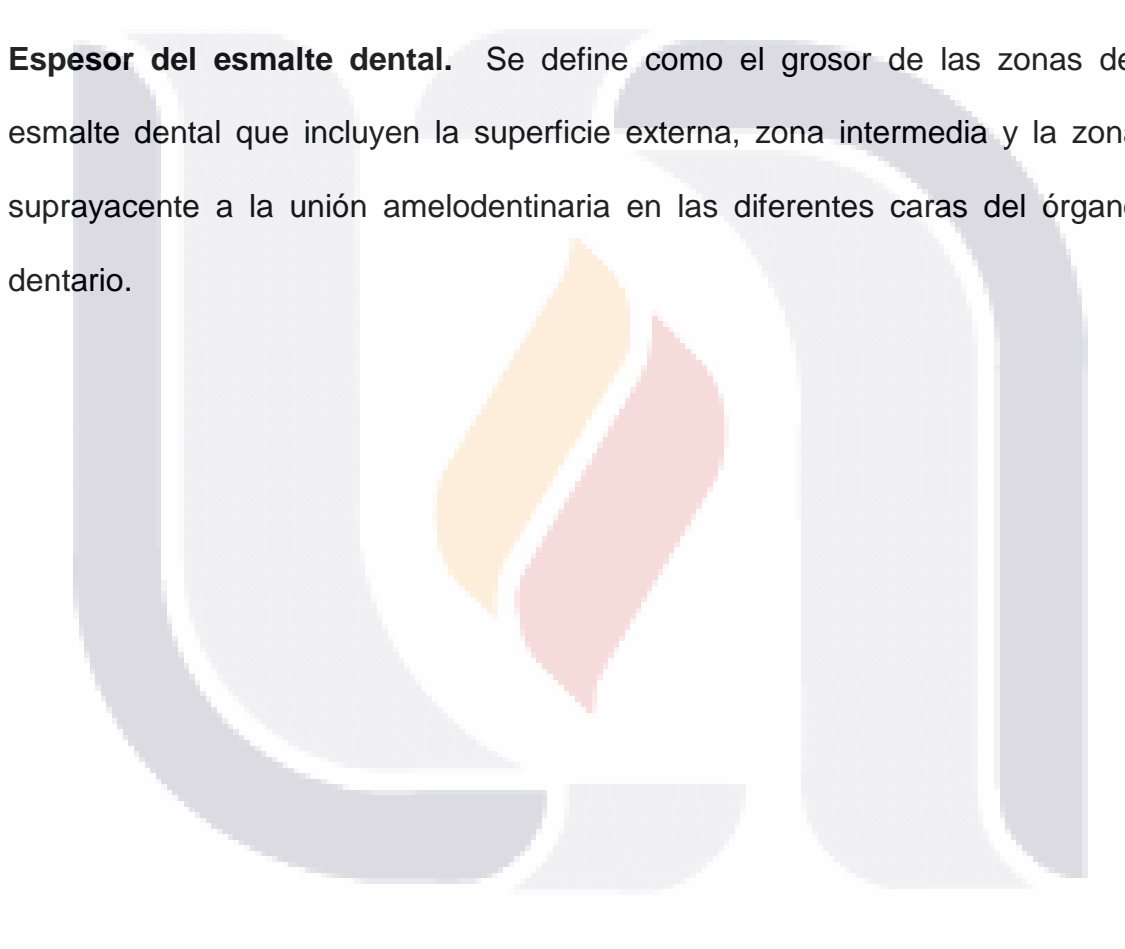 Espesor del esmalte dental. Se define como el grosor de las zonas de
esmalte dental que incluyen la superficie externa, zona intermedia y la zona
suprayacente a la unión amelodentinaria en las diferentes caras del órgano
dentario.